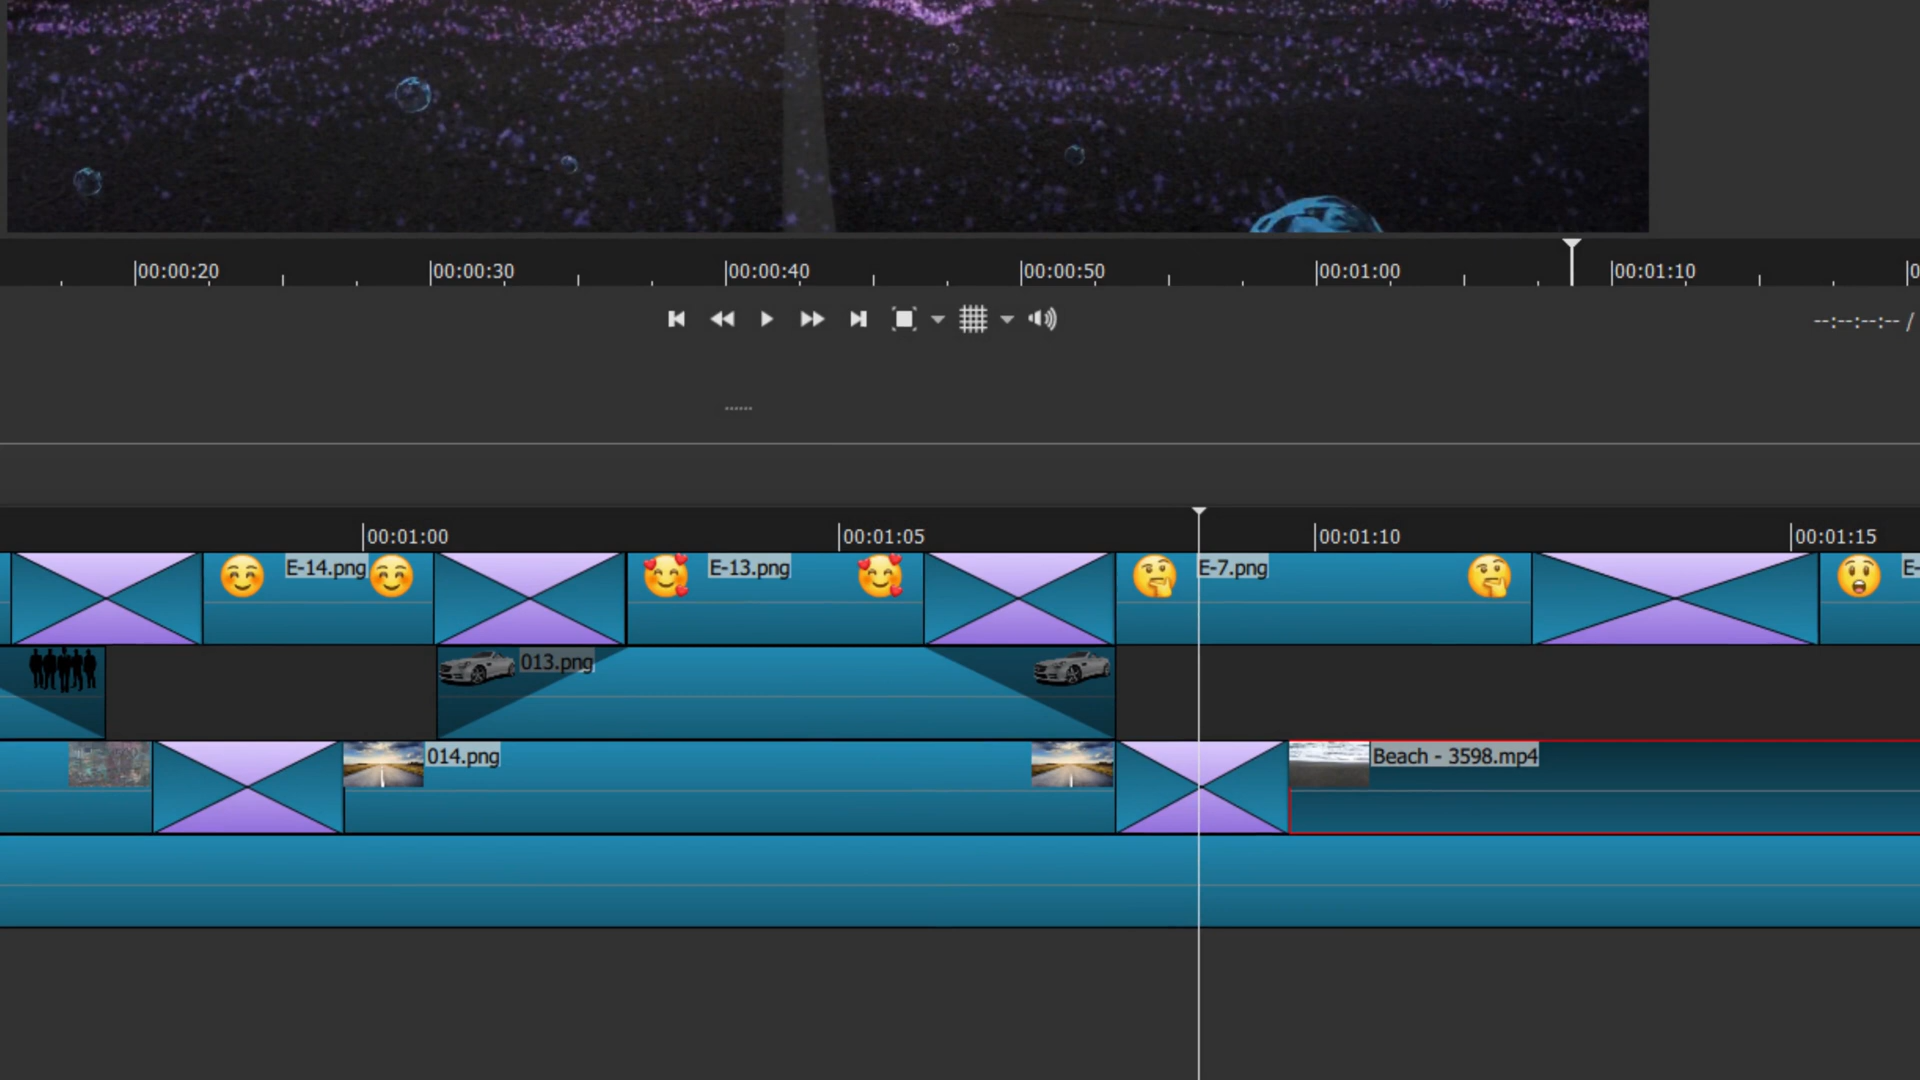 00:00:20 00:00:30 00:00:40 00:00:50 00:01:00 00:01:10
--:--:--:-- /
00:01:00 00:01:05 00:01:10 00:01:15
E-14.png E-13.png E-7.png E-
013.png
014.png Beach - 3598.mp4